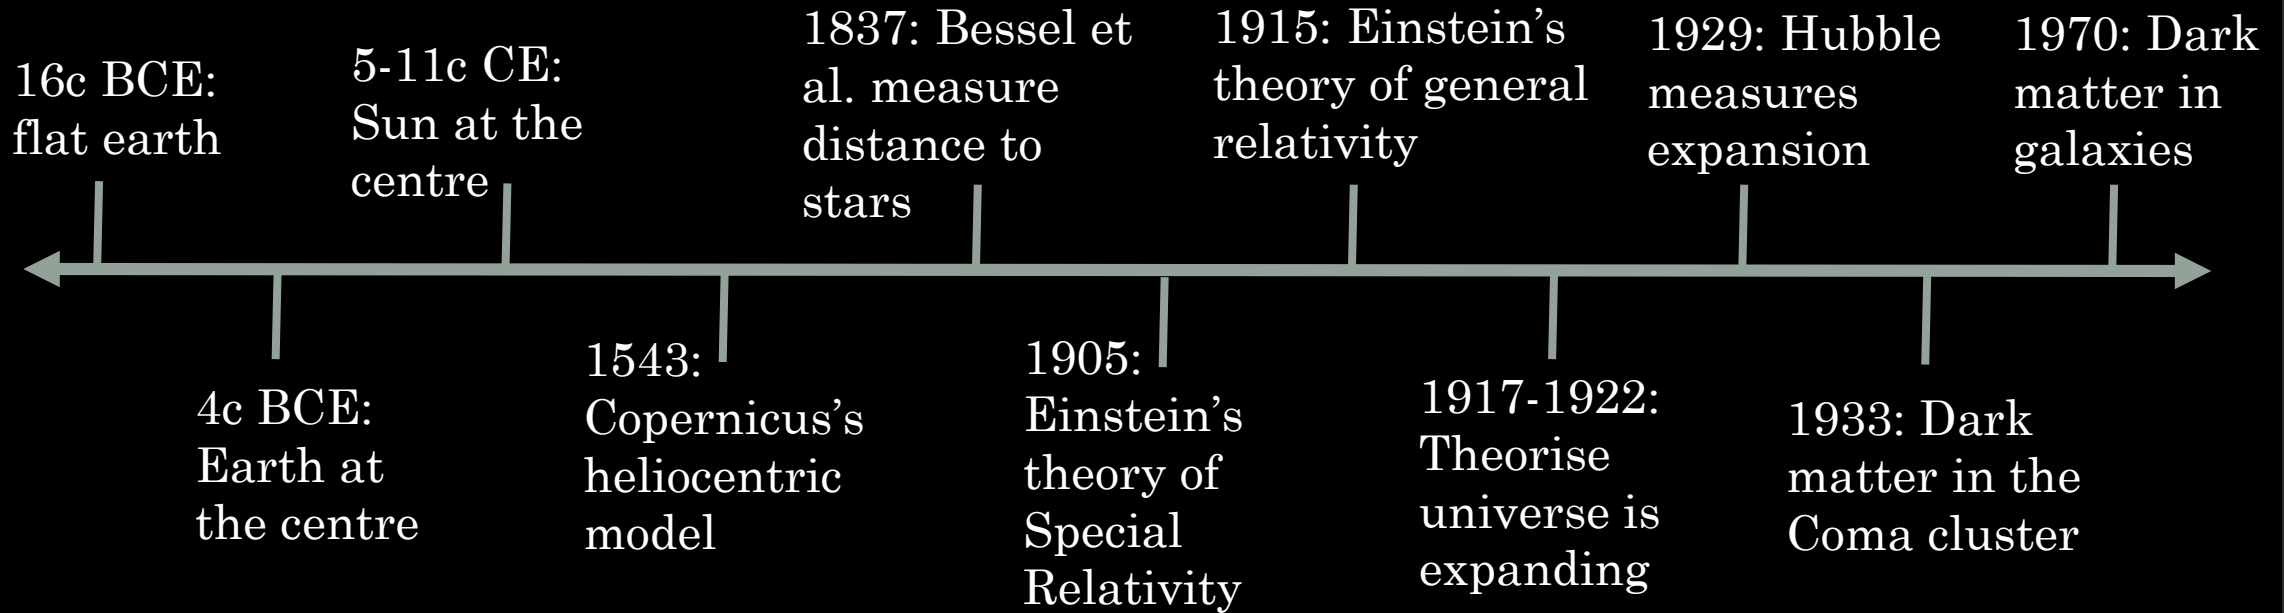 16c BCE:
flat earth
5-11c CE:
Sun at the
centre
1837: Bessel et
al. measure
distance to
stars
1915: Einstein’s
theory of general
relativity
1929: Hubble
measures
expansion
1970: Dark
matter in
galaxies
4c BCE:
Earth at
the centre
1543:
Copernicus’s
heliocentric
model
1905:
Einstein’s
theory of
Special
Relativity
1917-1922:
Theorise
universe is
expanding
1933: Dark
matter in the
Coma cluster